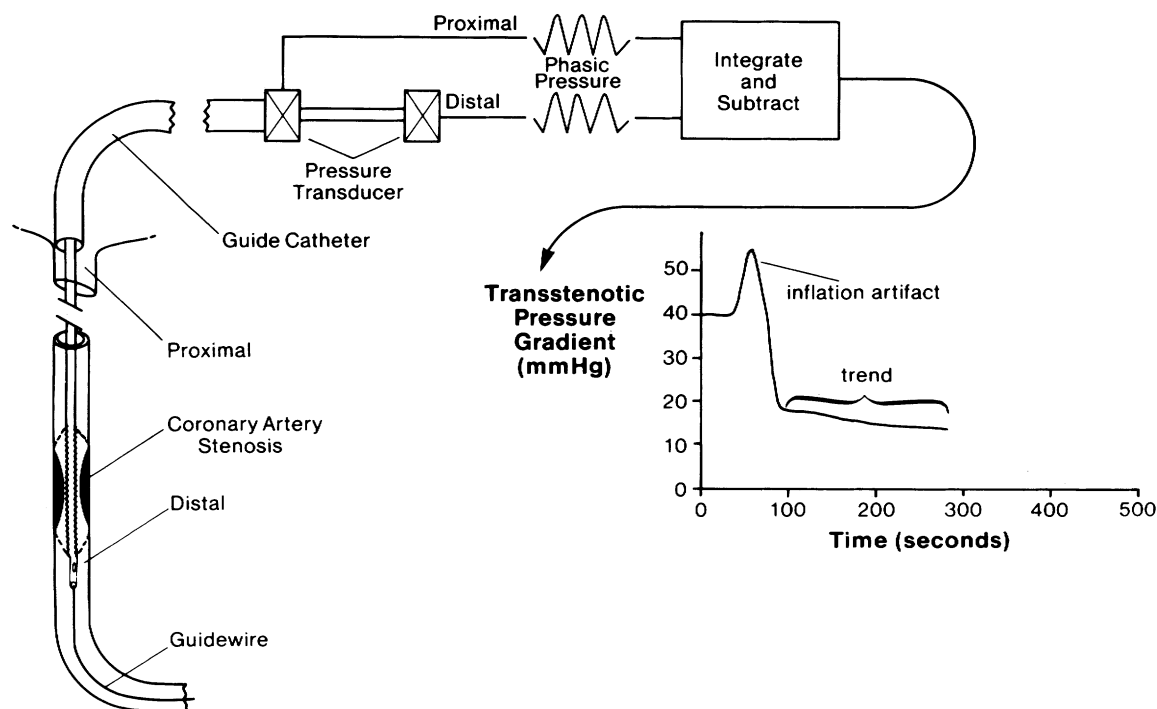 Proximal
Phasic
Pressure
Distal
Integrate
and
Subtract
Pressure
Transducer
Guide Catheter
Proximal
Coronary Artery
Stenosis
Distal
Guidewire
Transstenotic
Pressure
Gradient
(mmHg)
50
40
30
20
10
0
inflation artifact
trend
0 100 200 300 400 500
Time (seconds)